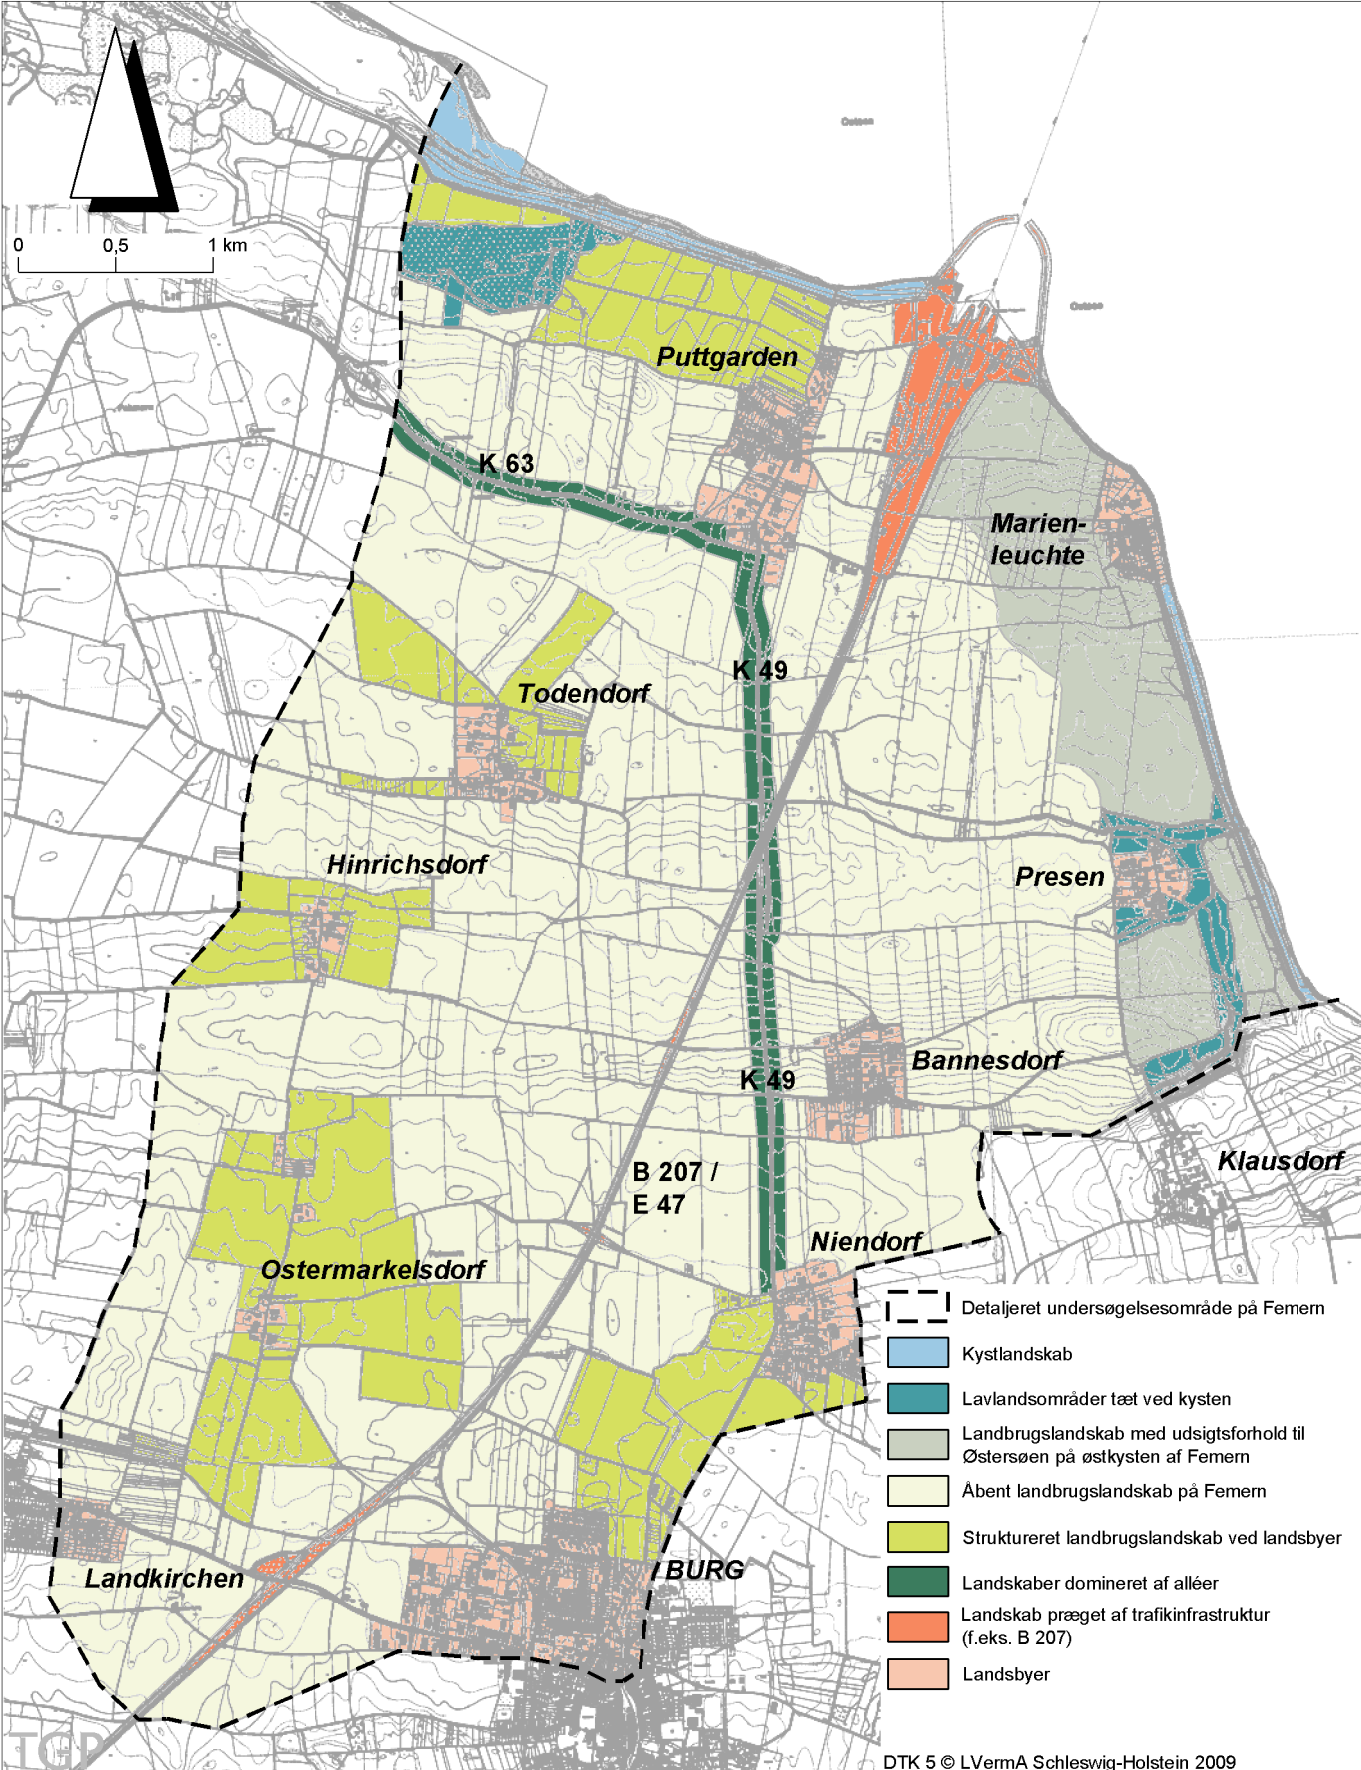 Ostsee
0 0,5 1 km
Ostsee
Puttgarden
K 63
Marien-
leuchte
K 49
Todendorf
Hinrichsdorf
Presen
Bannesdorf
K 49
B 207 /
E 47
Klausdorf
Niendorf
Ostermarkelsdorf
Landkirchen
BURG
Detaljeret undersøgelsesområde på Femern
Kystlandskab
Lavlandsområder tæt ved kysten
Landbrugslandskab med udsigtsforhold til
Østersøen på østkysten af Femern
Åbent landbrugslandskab på Femern
Struktureret landbrugslandskab ved landsbyer
Landskaber domineret af alléer
Landskab præget af trafikinfrastruktur
(f.eks. B 207)
Landsbyer
TGP
DTK 5 © LVermA Schleswig-Holstein 2009